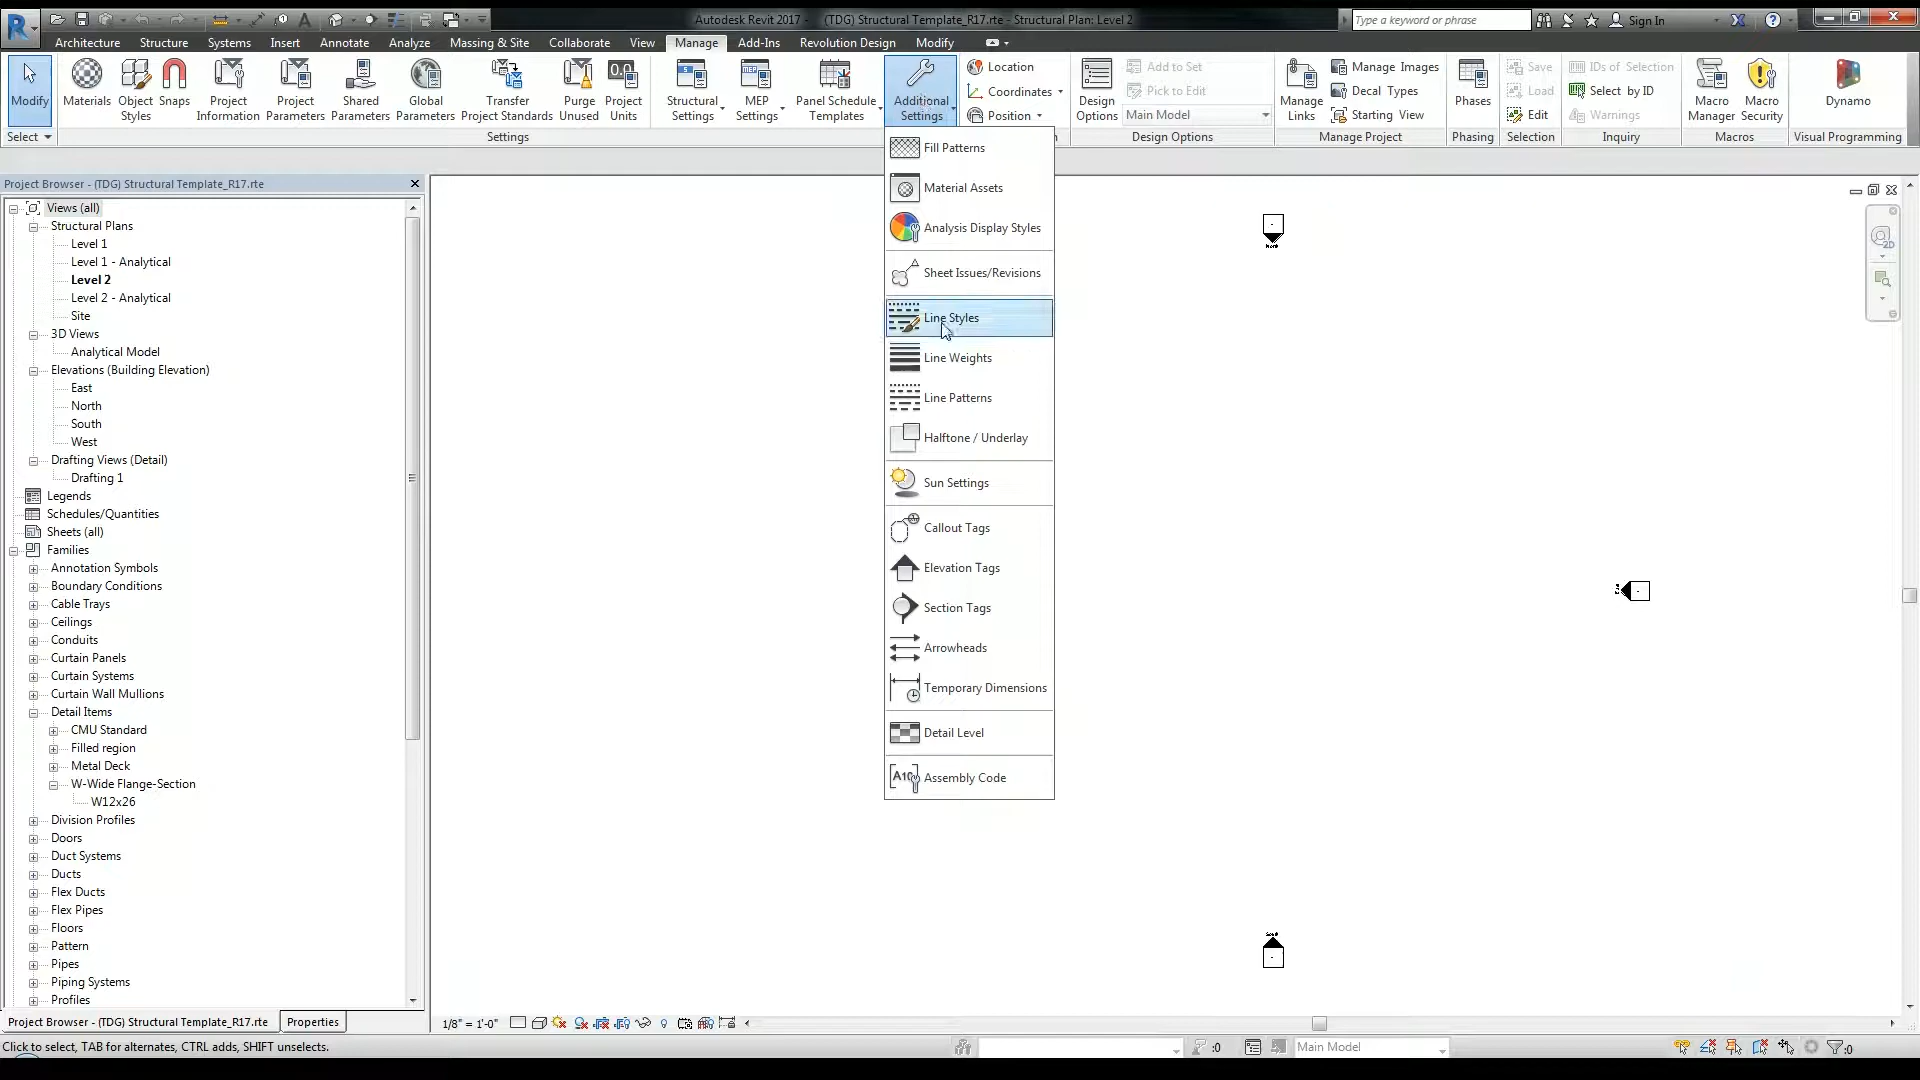 Autodesk Revit 2017 - (TDG) Structural Template_R17.rte - Structural Plan: Level 2
Type a keyword or phrase
Sign In
Architecture Structure Systems Insert Annotate Analyze Massing & Site Collaborate View Manage Add-Ins Revolution Design Modify
Modify
Materials
Object Styles
Snaps
Project Information
Project Parameters
Shared Parameters
Global Parameters
Transfer Project Standards
Purge Unused
Project Units
Structural Settings
MEP Settings
Panel Schedule Templates
Additional Settings
Location
Coordinates
Position
Design Options
Add to Set
Pick to Edit
Main Model
Manage Links
Manage Images
Decal Types
Starting View
Phases
Save
Load
Edit
IDs of Selection
Select by ID
Warnings
Macro Manager
Macro Security
Dynamo
Select
Settings
Design Options
Manage Project
Phasing
Selection
Inquiry
Macros
Visual Programming
Project Browser - (TDG) Structural Template_R17.rte
Views (all)
Structural Plans
Level 1
Level 1 - Analytical
Level 2
Level 2 - Analytical
Site
3D Views
Analytical Model
Elevations (Building Elevation)
East
North
South
West
Drafting Views (Detail)
Drafting 1
Legends
Schedules/Quantities
Sheets (all)
Families
Annotation Symbols
Boundary Conditions
Cable Trays
Ceilings
Conduits
Curtain Panels
Curtain Systems
Curtain Wall Mullions
Detail Items
CMU Standard
Filled region
Metal Deck
W-Wide Flange-Section
W12x26
Division Profiles
Doors
Duct Systems
Ducts
Flex Ducts
Flex Pipes
Floors
Pattern
Pipes
Piping Systems
Profiles
Fill Patterns
Material Assets
Analysis Display Styles
Sheet Issues/Revisions
Line Styles
Line Weights
Line Patterns
Halftone / Underlay
Sun Settings
Callout Tags
Elevation Tags
Section Tags
Arrowheads
Temporary Dimensions
Detail Level
Assembly Code
Project Browser - (TDG) Structural Template_R17.rte
Properties
1/8" = 1'-0"
Click to select, TAB for alternates, CTRL adds, SHIFT unselects.
:0
Main Model
:0